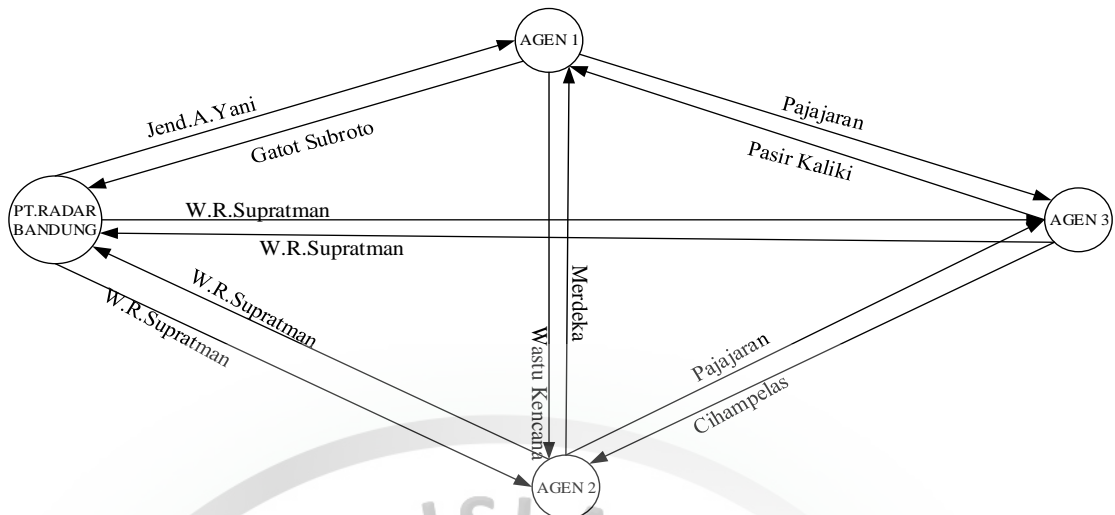 AGEN 1
Jend.A.Yani
Gatot Subroto
Pajajaran
Pasir Kaliki
PT.RADAR
BANDUNG
W.R.Supratman
W.R.Supratman
AGEN 3
W.R.Supratman
W.R.Supratman
Wastu Kencana
Merdeka
Pajajaran
Cihampelas
AGEN 2